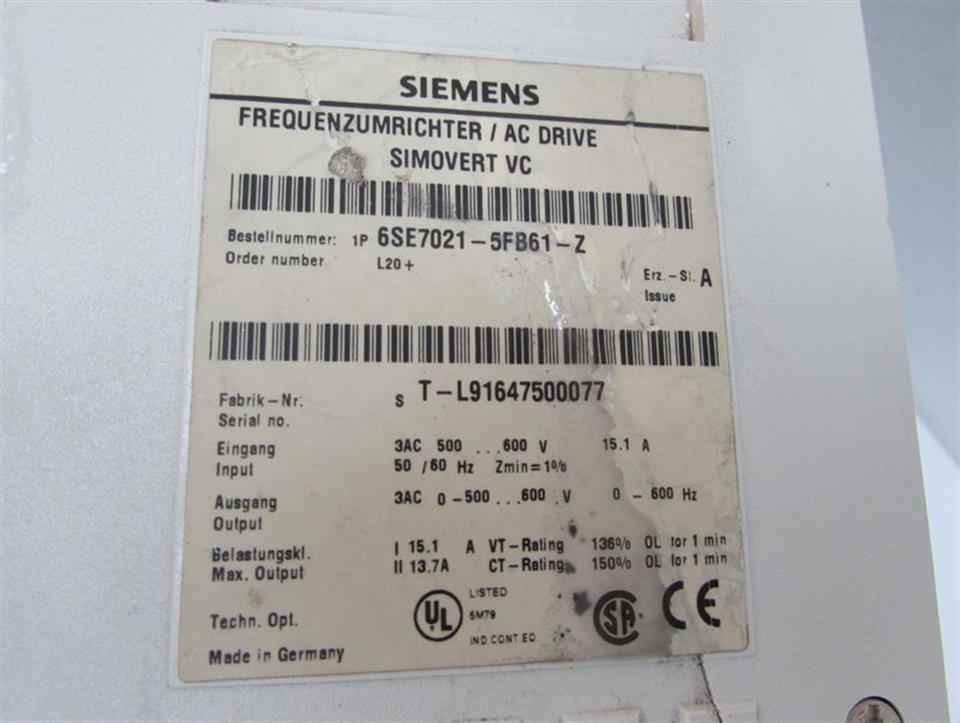 SIEMENS
FREQUENZUMRICHTER / AC DRIVE
SIMOVERT VC
Bestellnummer: 1P 6SE7021-5FB61-Z
Order number L20+
Erz.-St. A
Issue
Fabrik-Nr. S T-L91647500077
Serial no.
Eingang 3AC 500 ...600 V 15.1 A
Input 50/60 Hz Zmin=1%
Ausgang 3AC 0-500 ...600 V 0 - 600 Hz
Output
Belastungskl. I 15.1 A VT-Rating 136% OL for 1 min
Max. Output II 13.7A CT-Rating 150% OL for 1 min
Techn. Opt.
UL LISTED
5M79
IND.CONT.EQ
CSA CE
Made in Germany